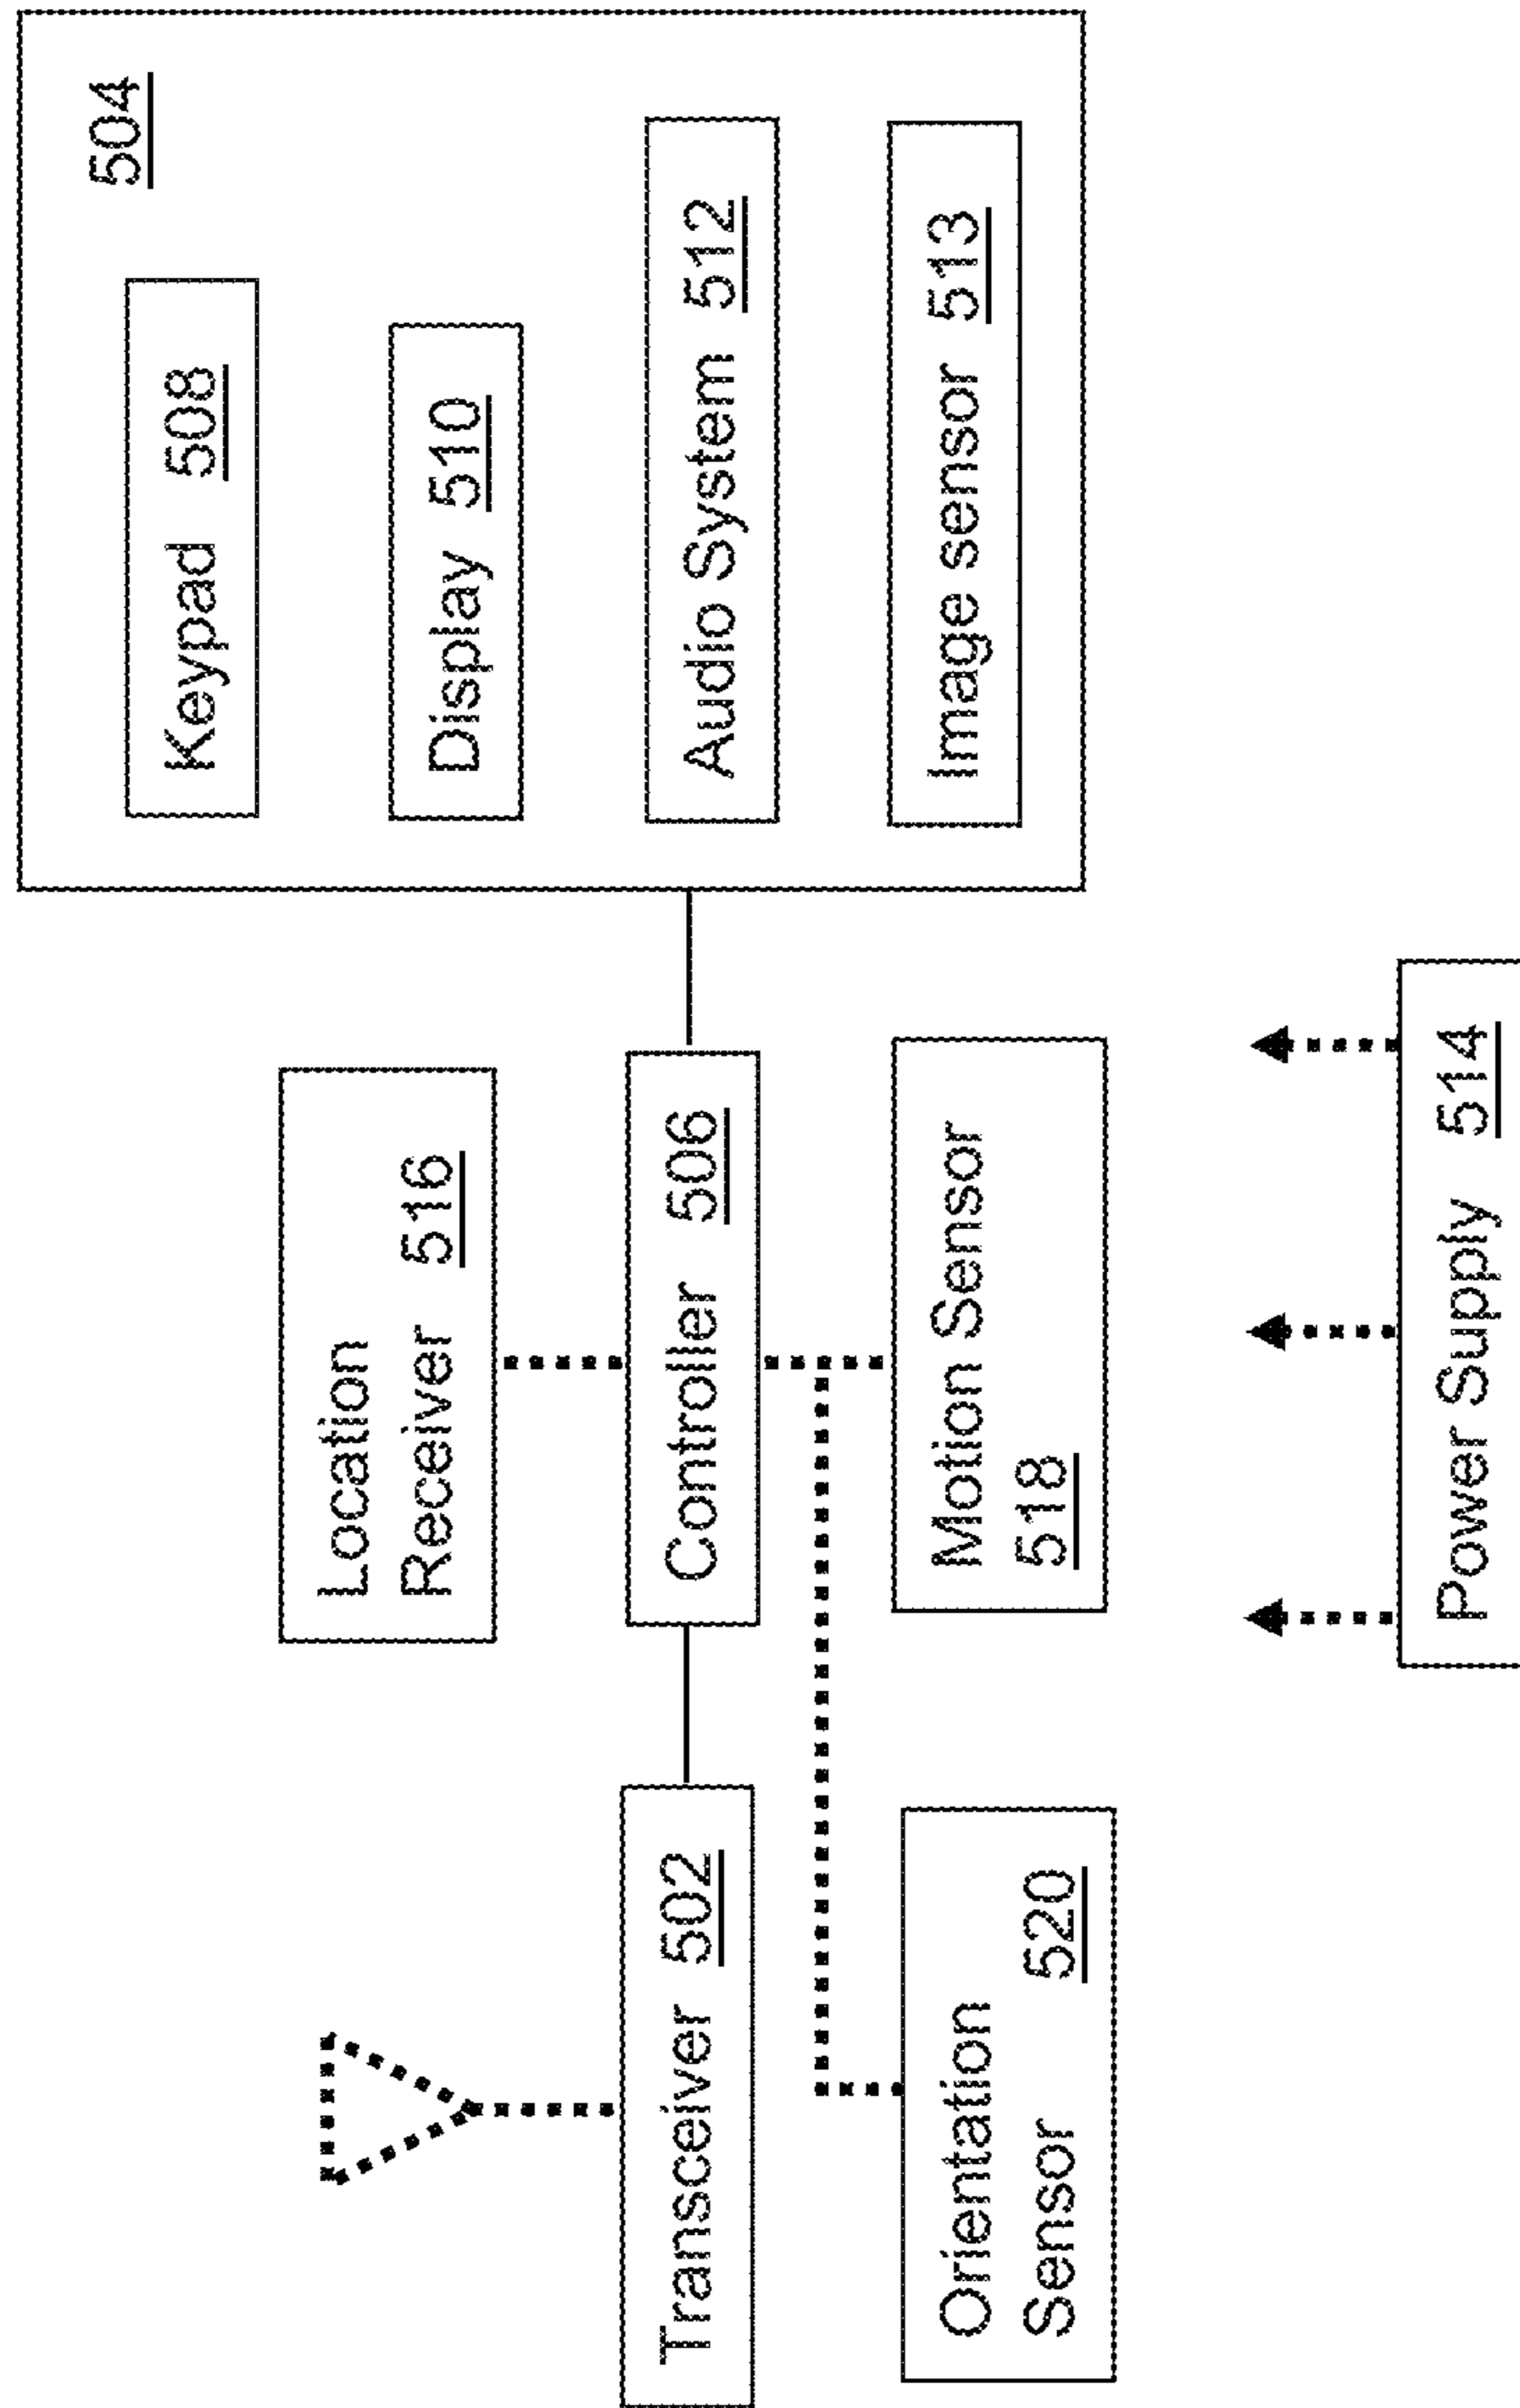 504
Keypad 508
Display 510
Audio System 512
Image sensor 513
Location
Receiver 516
Transceiver 502
Controller 506
Orientation
Sensor 520
Motion Sensor
518
Power Supply 514